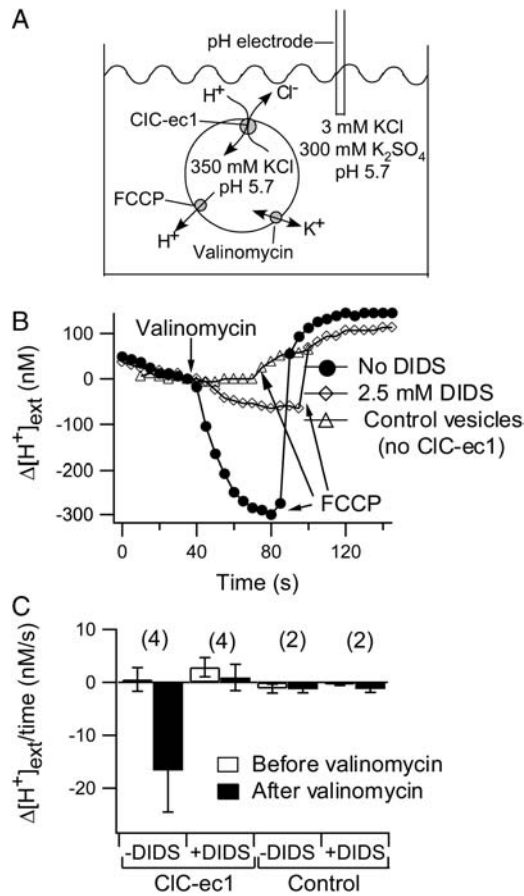 A
pH electrode
H+
Cl-
ClC-ec1
3 mM KCl
300 mM K2SO4
pH 5.7
350 mM KCl
pH 5.7
FCCP
H+
K+
Valinomycin
B
Valinomycin
No DIDS
2.5 mM DIDS
Control vesicles
(no ClC-ec1)
FCCP
Δ[H+]ext (nM)
100
0
-100
-200
-300
0 40 80 120
Time (s)
C
Δ[H+]ext/time (nM/s)
10
0
-10
-20
(4) (4) (2) (2)
Before valinomycin
After valinomycin
-DIDS +DIDS -DIDS +DIDS
ClC-ec1 Control